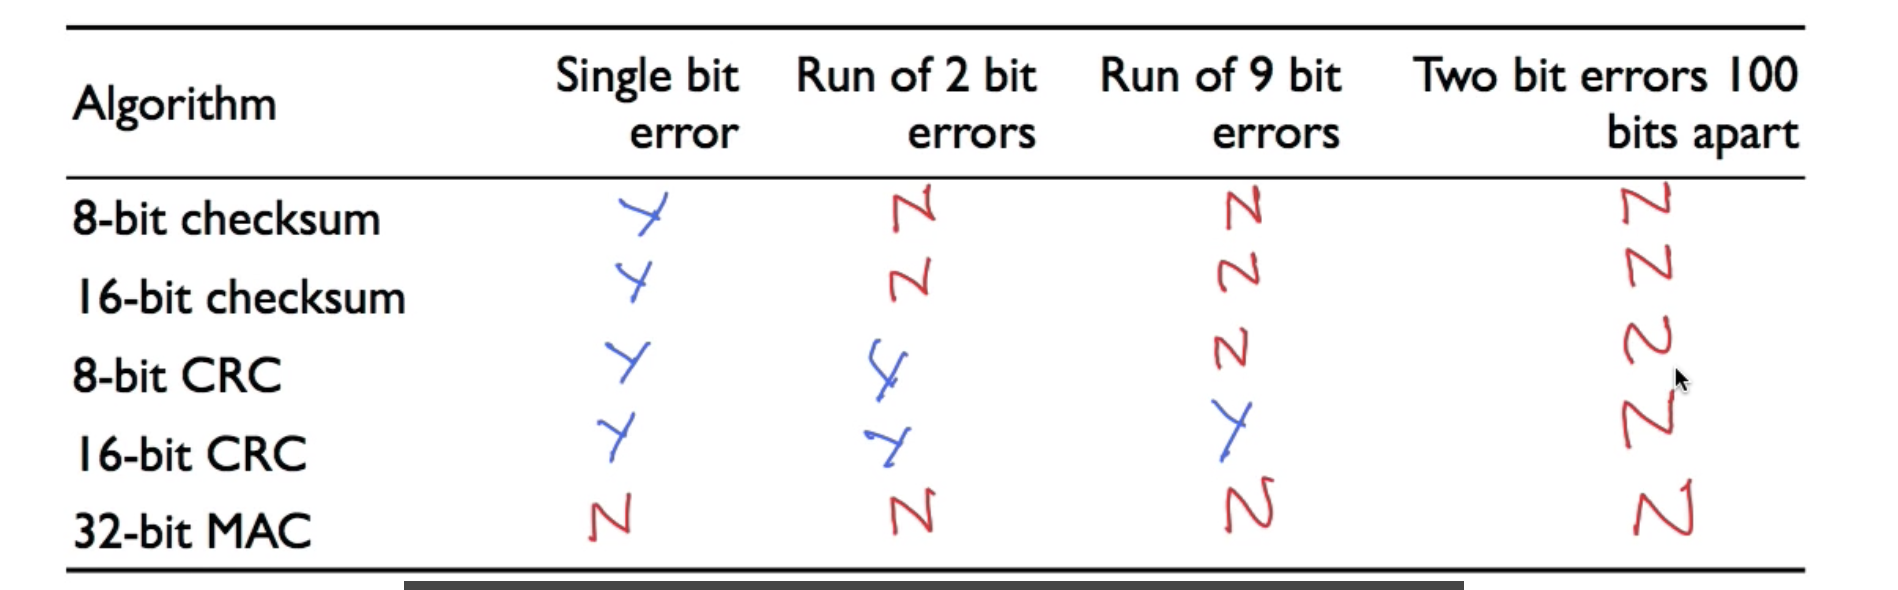 Algorithm Single bit error Run of 2 bit errors Run of 9 bit errors Two bit errors 100 bits apart
8-bit checksum Y N N N
16-bit checksum Y N N N
8-bit CRC Y Y N N
16-bit CRC Y Y Y N
32-bit MAC N N N N